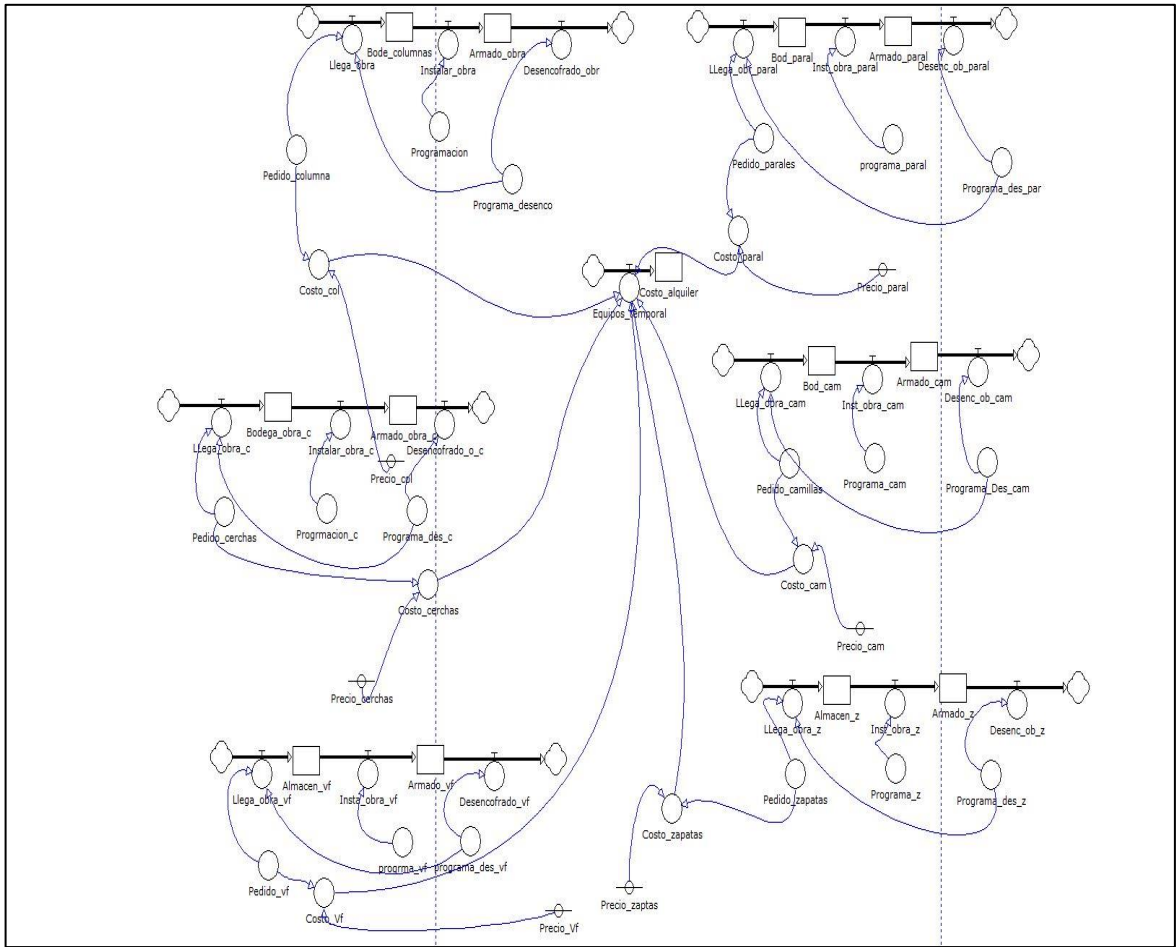 Bode_columnas
Armado_obra
Llega_obra
Instalar_obra
Desencofrado_obr
Programacion
Pedido_columna
Programa_desenco
Costo_col
Bod_paral
Armado_paral
LLega_obr_paral
Inst_obra_paral
Desenc_ob_paral
Pedido_parales
programa_paral
Programa_des_par
Costo_paral
Precio_paral
Costo_alquiler
Equipos_temporal
Bodega_obra_c
Armado_obra_c
LLega_obra_c
Instalar_obra_c
Desencofrado_o_c
Precio_col
Pedido_cerchas
Progrmacion_c
Programa_des_c
Costo_cerchas
Precio_cerchas
Bod_cam
Armado_cam
LLega_obra_cam
Inst_obra_cam
Desenc_ob_cam
Pedido_camillas
Programa_cam
Programa_Des_cam
Costo_cam
Precio_cam
Almacen_z
Armado_z
LLega_obra_z
Inst_obra_z
Desenc_ob_z
Pedido_zapatas
Programa_z
Programa_des_z
Costo_zapatas
Precio_zaptas
Almacen_vf
Armado_vf
Llega_obra_vf
Insta_obra_vf
Desencofrado_vf
progrma_vf
programa_des_vf
Pedido_vf
Costo_Vf
Precio_Vf